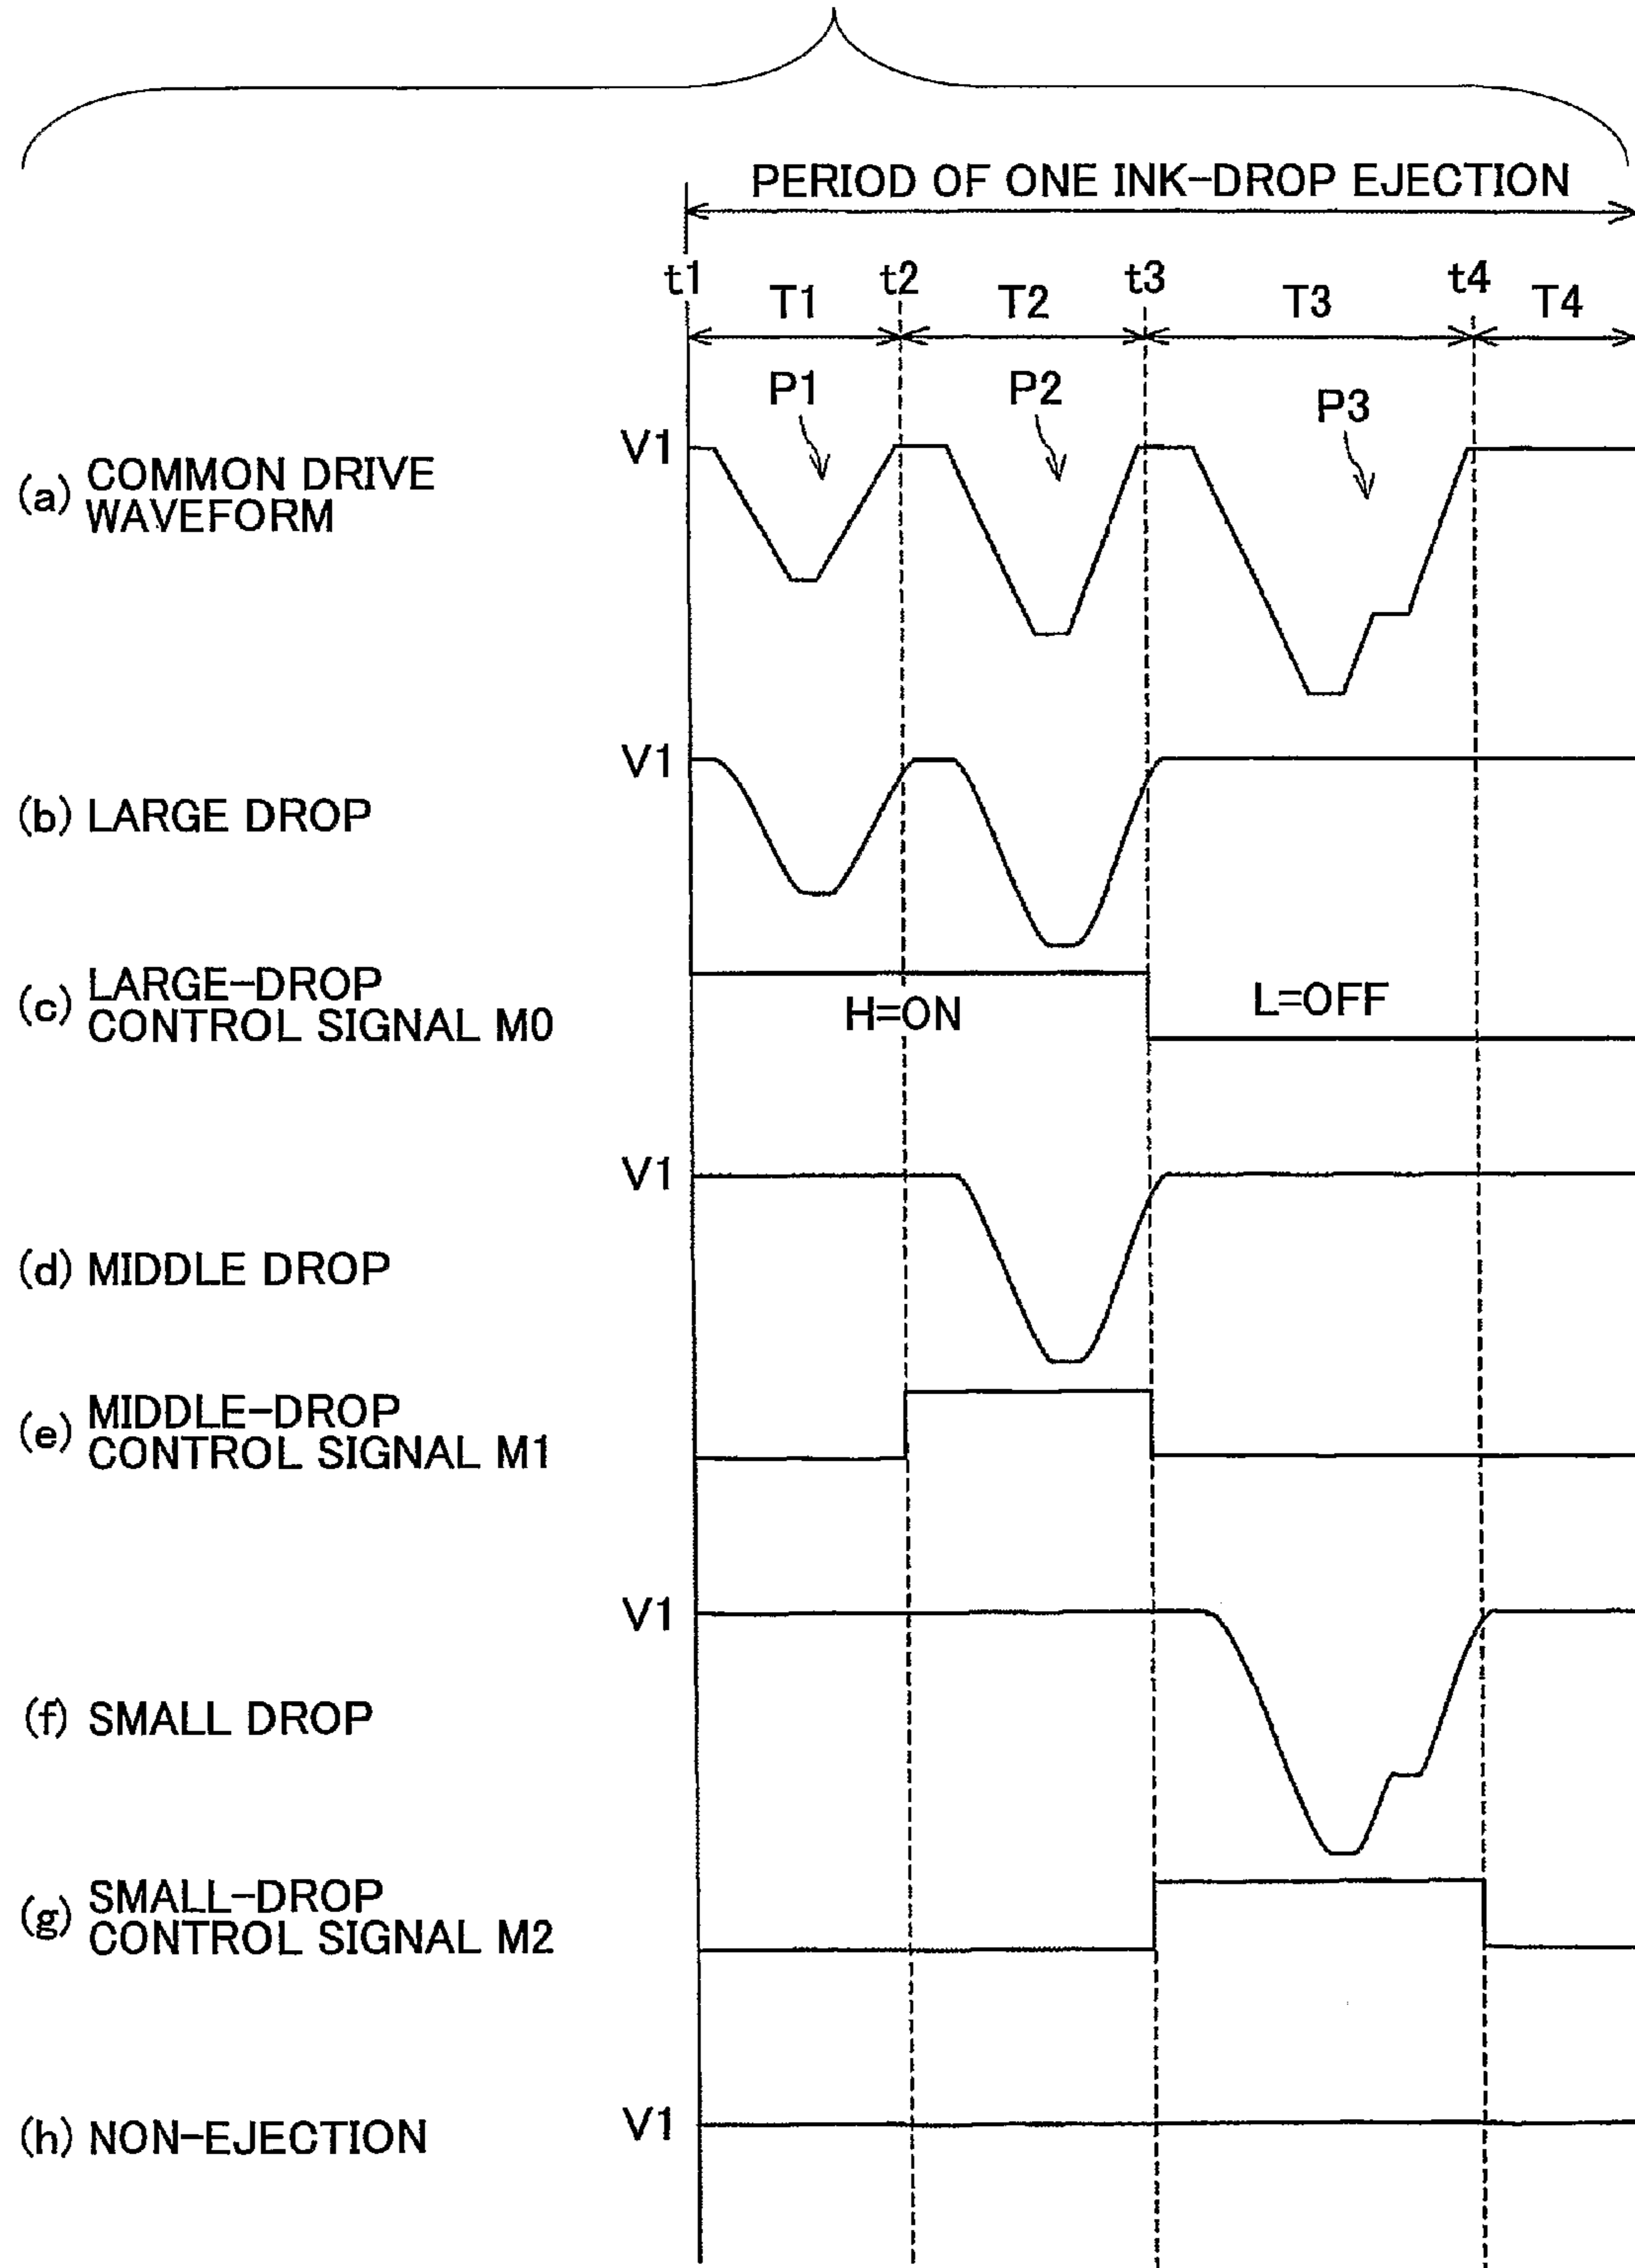 PERIOD OF ONE INK-DROP EJECTION
t1 t2 t3 t4
T1 T2 T3 T4
P1 P2 P3
V1
(a) COMMON DRIVE
WAVEFORM
V1
(b) LARGE DROP
(c) LARGE-DROP
CONTROL SIGNAL M0
H=ON
L=OFF
V1
(d) MIDDLE DROP
(e) MIDDLE-DROP
CONTROL SIGNAL M1
V1
(f) SMALL DROP
(g) SMALL-DROP
CONTROL SIGNAL M2
(h) NON-EJECTION
V1